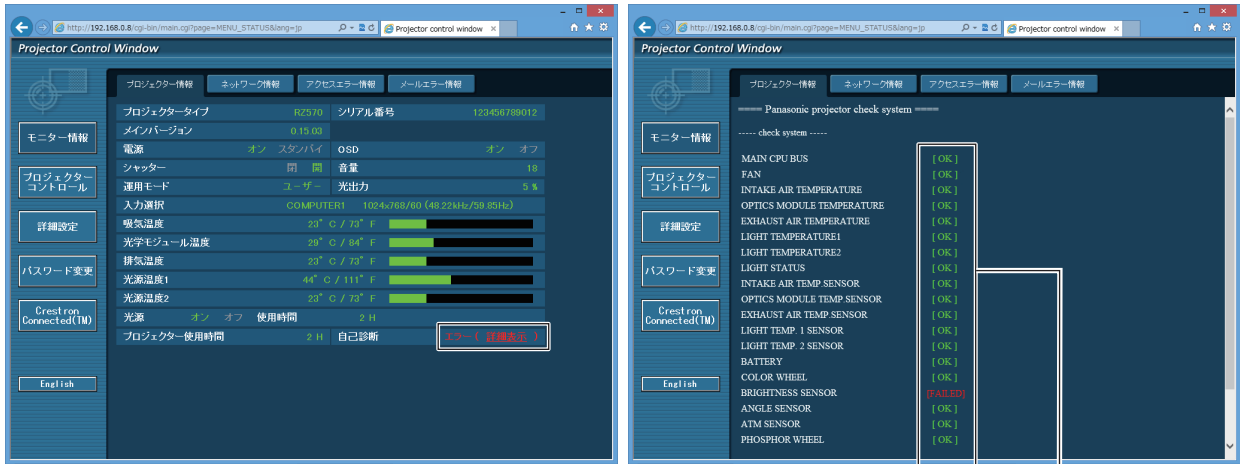 http://192.168.0.8/cgi-bin/main.cgi?page=MENU_STATUS&lang=jp
Projector control window
Projector Control Window
プロジェクター情報 ネットワーク情報 アクセスエラー情報 メールエラー情報
モニター情報
プロジェクター
コントロール
詳細設定
パスワード変更
Crestron
Connected(TM)
English
プロジェクタータイプ RZ570 シリアル番号 123456789012
メインバージョン 0.15.03
電源 オン スタンバイ OSD オン オフ
シャッター 閉 開 音量 18
運用モード ユーザー 光出力 5 %
入力選択 COMPUTER1 1024x768/60 (48.22kHz/59.85Hz)
吸気温度 23° C / 73° F
光学モジュール温度 29° C / 84° F
排気温度 23° C / 73° F
光源温度1 44° C / 111° F
光源温度2 23° C / 73° F
光源 オン オフ 使用時間 2 H
プロジェクター使用時間 2 H 自己診断 エラー( 詳細表示 )
http://192.168.0.8/cgi-bin/main.cgi?page=MENU_STATUS&lang=jp
Projector control window
Projector Control Window
プロジェクター情報 ネットワーク情報 アクセスエラー情報 メールエラー情報
モニター情報
プロジェクター
コントロール
詳細設定
パスワード変更
Crestron
Connected(TM)
English
==== Panasonic projector check system ====
----- check system -----
MAIN CPU BUS [ OK ]
FAN [ OK ]
INTAKE AIR TEMPERATURE [ OK ]
OPTICS MODULE TEMPERATURE [ OK ]
EXHAUST AIR TEMPERATURE [ OK ]
LIGHT TEMPERATURE1 [ OK ]
LIGHT TEMPERATURE2 [ OK ]
LIGHT STATUS [ OK ]
INTAKE AIR TEMP SENSOR [ OK ]
OPTICS MODULE TEMP SENSOR [ OK ]
EXHAUST AIR TEMP.SENSOR [ OK ]
LIGHT TEMP. 1 SENSOR [ OK ]
LIGHT TEMP. 2 SENSOR [ OK ]
BATTERY [ OK ]
COLOR WHEEL [ OK ]
BRIGHTNESS SENSOR [FAILED]
ANGLE SENSOR [ OK ]
ATM SENSOR [ OK ]
PHOSPHOR WHEEL [ OK ]